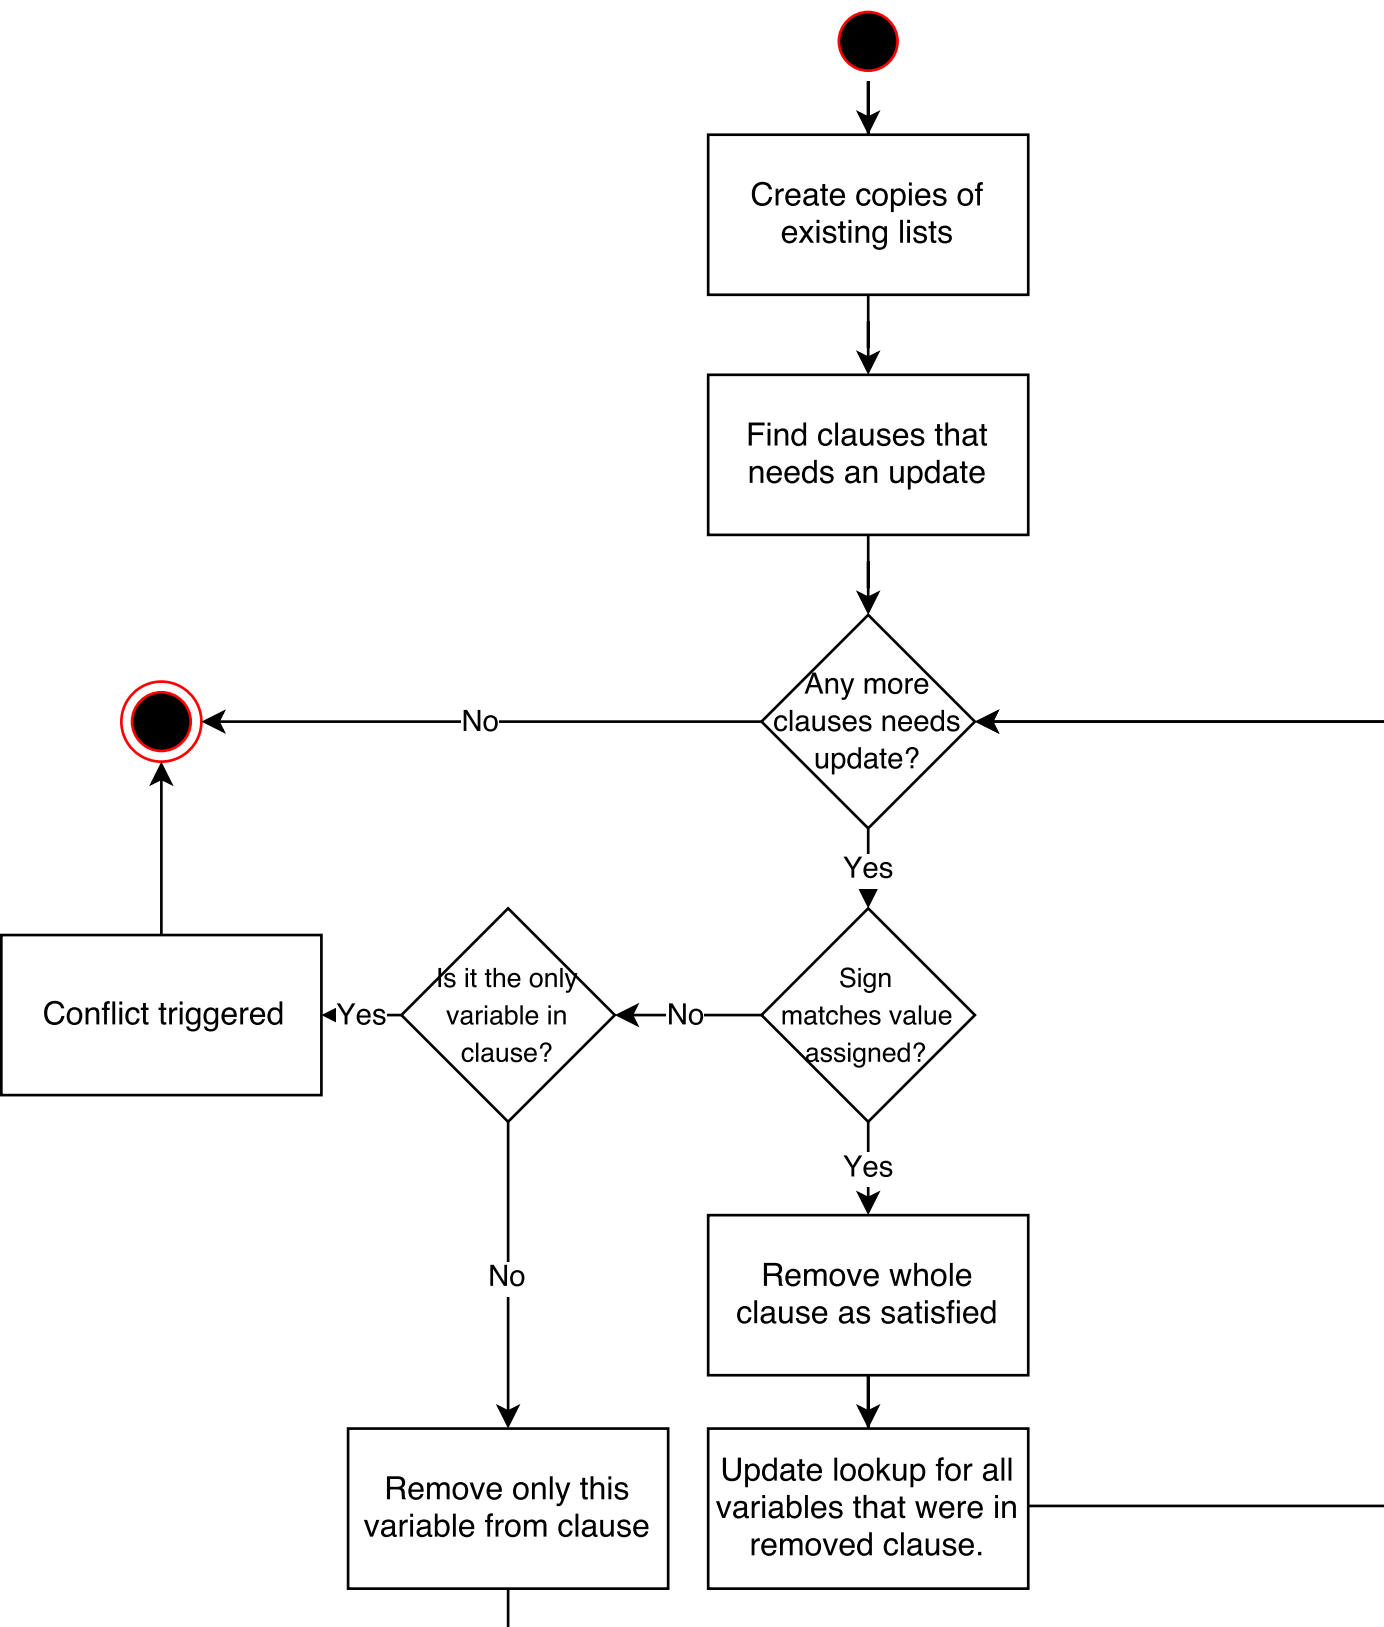 Create copies of
existing lists
Find clauses that
needs an update
Any more
clauses needs
update?
No
Yes
Sign
matches value
assigned?
No
Is it the only
variable in
clause?
Yes
Conflict triggered
Yes
No
Remove whole
clause as satisfied
Remove only this
variable from clause
Update lookup for all
variables that were in
removed clause.